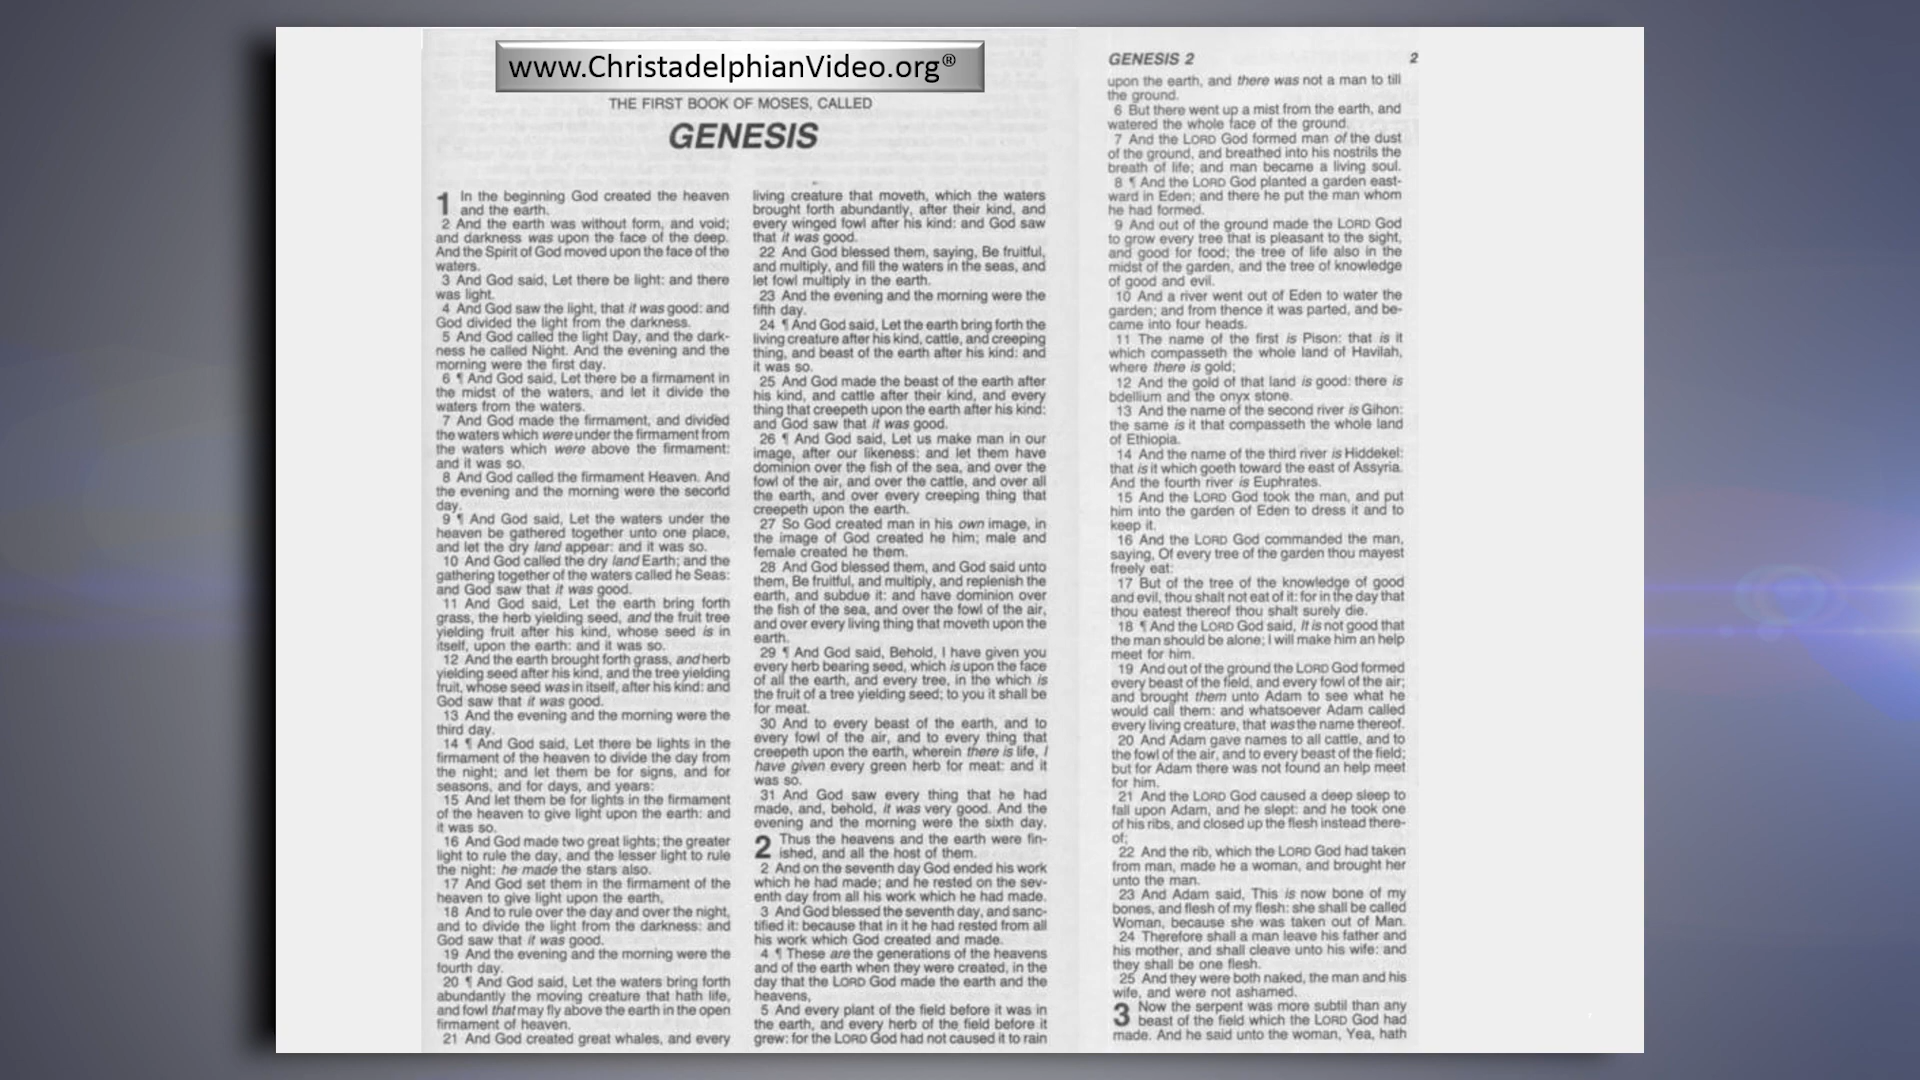 www.ChristadelphianVideo.org®
THE FIRST BOOK OF MOSES, CALLED
GENESIS
1 In the beginning God created the heaven
and the earth.
2 And the earth was without form, and void;
and darkness was upon the face of the deep.
And the Spirit of God moved upon the face of the
waters.
3 And God said, Let there be light: and there
was light.
4 And God saw the light, that it was good: and
God divided the light from the darkness.
5 And God called the light Day, and the dark-
ness he called Night. And the evening and the
morning were the first day.
6 ¶ And God said, Let there be a firmament in
the midst of the waters, and let it divide the
waters from the waters.
7 And God made the firmament, and divided
the waters which were under the firmament from
the waters which were above the firmament:
and it was so.
8 And God called the firmament Heaven. And
the evening and the morning were the second
day.
9 ¶ And God said, Let the waters under the
heaven be gathered together unto one place,
and let the dry land appear: and it was so.
10 And God called the dry land Earth; and the
gathering together of the waters called he Seas:
and God saw that it was good.
11 And God said, Let the earth bring forth
grass, the herb yielding seed, and the fruit tree
yielding fruit after his kind, whose seed is in
itself, upon the earth: and it was so.
12 And the earth brought forth grass, and herb
yielding seed after his kind, and the tree yielding
fruit, whose seed was in itself, after his kind: and
God saw that it was good.
13 And the evening and the morning were the
third day.
14 ¶ And God said, Let there be lights in the
firmament of the heaven to divide the day from
the night; and let them be for signs, and for
seasons, and for days, and years:
15 And let them be for lights in the firmament
of the heaven to give light upon the earth: and
it was so.
16 And God made two great lights; the greater
light to rule the day, and the lesser light to rule
the night: he made the stars also.
17 And God set them in the firmament of the
heaven to give light upon the earth,
18 And to rule over the day and over the night,
and to divide the light from the darkness: and
God saw that it was good.
19 And the evening and the morning were the
fourth day.
20 ¶ And God said, Let the waters bring forth
abundantly the moving creature that hath life,
and fowl that may fly above the earth in the open
firmament of heaven.
21 And God created great whales, and every
living creature that moveth, which the waters
brought forth abundantly, after their kind, and
every winged fowl after his kind: and God saw
that it was good.
22 And God blessed them, saying, Be fruitful,
and multiply, and fill the waters in the seas, and
let fowl multiply in the earth.
23 And the evening and the morning were the
fifth day.
24 ¶ And God said, Let the earth bring forth the
living creature after his kind, cattle, and creeping
thing, and beast of the earth after his kind: and
it was so.
25 And God made the beast of the earth after
his kind, and cattle after their kind, and every
thing that creepeth upon the earth after his kind:
and God saw that it was good.
26 ¶ And God said, Let us make man in our
image, after our likeness: and let them have
dominion over the fish of the sea, and over the
fowl of the air, and over the cattle, and over all
the earth, and over every creeping thing that
creepeth upon the earth.
27 So God created man in his own image, in
the image of God created he him; male and
female created he them.
28 And God blessed them, and God said unto
them, Be fruitful, and multiply, and replenish the
earth, and subdue it: and have dominion over
the fish of the sea, and over the fowl of the air,
and over every living thing that moveth upon the
earth.
29 ¶ And God said, Behold, I have given you
every herb bearing seed, which is upon the face
of all the earth, and every tree, in the which is
the fruit of a tree yielding seed; to you it shall be
for meat.
30 And to every beast of the earth, and to
every fowl of the air, and to every thing that
creepeth upon the earth, wherein there is life, I
have given every green herb for meat: and it
was so.
31 And God saw every thing that he had
made, and, behold, it was very good. And the
evening and the morning were the sixth day.
2 Thus the heavens and the earth were fin-
ished, and all the host of them.
2 And on the seventh day God ended his work
which he had made; and he rested on the sev-
enth day from all his work which he had made.
3 And God blessed the seventh day, and sanc-
tified it: because that in it he had rested from all
his work which God created and made.
4 ¶ These are the generations of the heavens
and of the earth when they were created, in the
day that the LORD God made the earth and the
heavens,
5 And every plant of the field before it was in
the earth, and every herb of the field before it
grew: for the LORD God had not caused it to rain
GENESIS 2 2
upon the earth, and there was not a man to till
the ground.
6 But there went up a mist from the earth, and
watered the whole face of the ground.
7 And the LORD God formed man of the dust
of the ground, and breathed into his nostrils the
breath of life; and man became a living soul.
8 ¶ And the LORD God planted a garden east-
ward in Eden; and there he put the man whom
he had formed.
9 And out of the ground made the LORD God
to grow every tree that is pleasant to the sight,
and good for food; the tree of life also in the
midst of the garden, and the tree of knowledge
of good and evil.
10 And a river went out of Eden to water the
garden; and from thence it was parted, and be-
came into four heads.
11 The name of the first is Pison: that is it
which compasseth the whole land of Havilah,
where there is gold;
12 And the gold of that land is good: there is
bdellium and the onyx stone.
13 And the name of the second river is Gihon:
the same is it that compasseth the whole land
of Ethiopia.
14 And the name of the third river is Hiddekel:
that is it which goeth toward the east of Assyria.
And the fourth river is Euphrates.
15 And the LORD God took the man, and put
him into the garden of Eden to dress it and to
keep it.
16 And the LORD God commanded the man,
saying, Of every tree of the garden thou mayest
freely eat:
17 But of the tree of the knowledge of good
and evil, thou shalt not eat of it: for in the day that
thou eatest thereof thou shalt surely die.
18 ¶ And the LORD God said, It is not good that
the man should be alone; I will make him an help
meet for him.
19 And out of the ground the LORD God formed
every beast of the field, and every fowl of the air;
and brought them unto Adam to see what he
would call them: and whatsoever Adam called
every living creature, that was the name thereof.
20 And Adam gave names to all cattle, and to
the fowl of the air, and to every beast of the field;
but for Adam there was not found an help meet
for him.
21 And the LORD God caused a deep sleep to
fall upon Adam, and he slept: and he took one
of his ribs, and closed up the flesh instead there-
of;
22 And the rib, which the LORD God had taken
from man, made he a woman, and brought her
unto the man.
23 And Adam said, This is now bone of my
bones, and flesh of my flesh: she shall be called
Woman, because she was taken out of Man.
24 Therefore shall a man leave his father and
his mother, and shall cleave unto his wife: and
they shall be one flesh.
25 And they were both naked, the man and his
wife, and were not ashamed.
3 Now the serpent was more subtil than any
beast of the field which the LORD God had
made. And he said unto the woman, Yea, hath